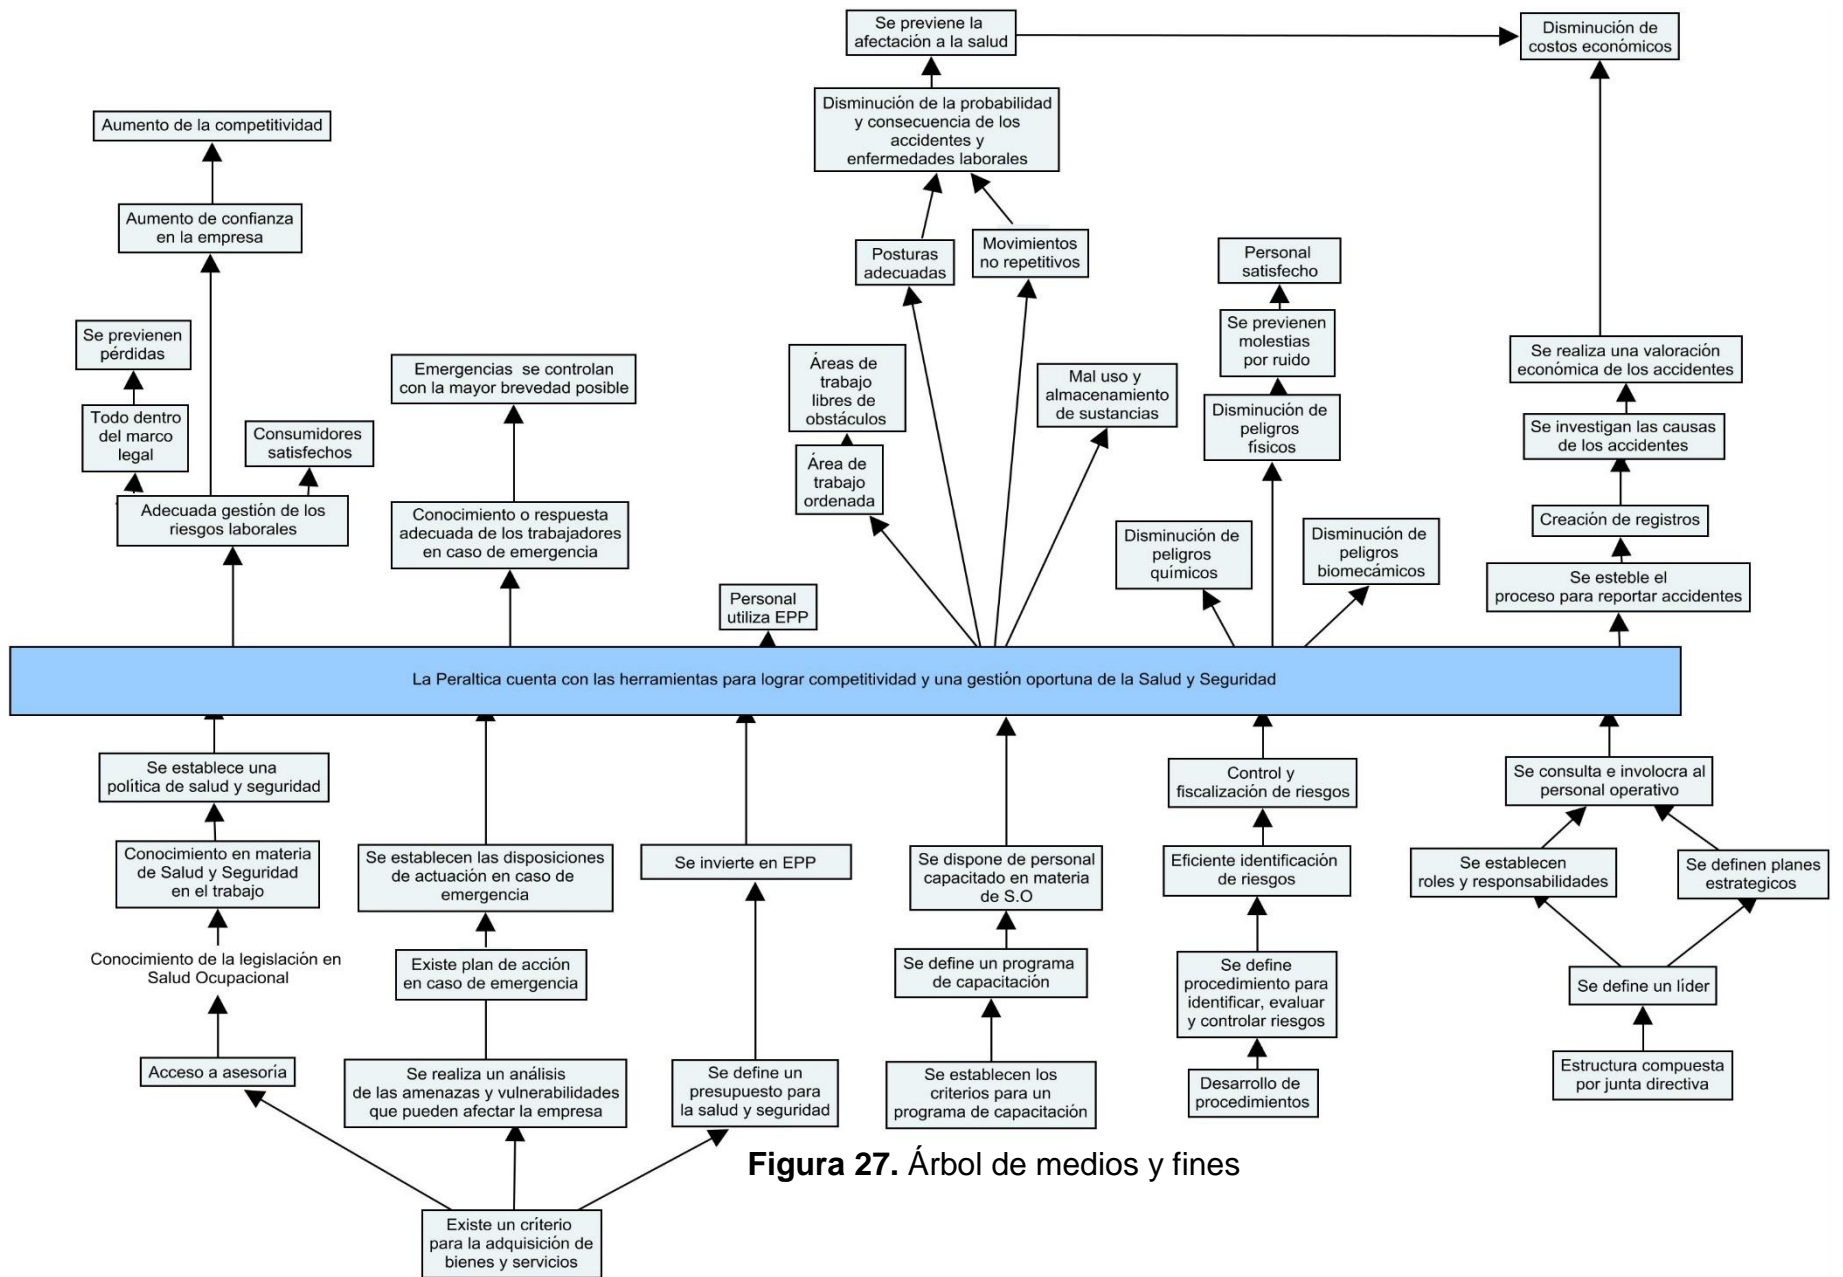 Se previene la
afectación a la salud
Disminución de
costos económicos
Disminución de la probabilidad
y consecuencia de los
accidentes y
enfermedades laborales
Aumento de la competitividad
Aumento de confianza
en la empresa
Posturas
adecuadas
Movimientos
no repetitivos
Personal
satisfecho
Se previenen
pérdidas
Se previenen
molestias
por ruido
Emergencias se controlan
con la mayor brevedad posible
Áreas de
trabajo
libres de
obstáculos
Mal uso y
almacenamiento
de sustancias
Se realiza una valoración
económica de los accidentes
Todo dentro
del marco
legal
Consumidores
satisfechos
Disminución de
peligros
físicos
Se investigan las causas
de los accidentes
Área de
trabajo
ordenada
Adecuada gestión de los
riesgos laborales
Conocimiento o respuesta
adecuada de los trabajadores
en caso de emergencia
Creación de registros
Disminución de
peligros
químicos
Disminución de
peligros
biomecámicos
Se esteble el
proceso para reportar accidentes
Personal
utiliza EPP
La Peraltica cuenta con las herramientas para lograr competitividad y una gestión oportuna de la Salud y Seguridad
Se establece una
política de salud y seguridad
Control y
fiscalización de riesgos
Se consulta e involocra al
personal operativo
Conocimiento en materia
de Salud y Seguridad
en el trabajo
Se establecen las disposiciones
de actuación en caso de
emergencia
Se invierte en EPP
Se dispone de personal
capacitado en materia
de S.O
Eficiente identificación
de riesgos
Se establecen
roles y responsabilidades
Se definen planes
estrategicos
Conocimiento de la legislación en
Salud Ocupacional
Existe plan de acción
en caso de emergencia
Se define un programa
de capacitación
Se define
procedimiento para
identificar, evaluar
y controlar riesgos
Se define un líder
Acceso a asesoría
Se realiza un análisis
de las amenazas y vulnerabilidades
que pueden afectar la empresa
Se define un
presupuesto para
la salud y seguridad
Se establecen los
criterios para un
programa de capacitación
Desarrollo de
procedimientos
Estructura compuesta
por junta directiva
Figura 27. Árbol de medios y fines
Existe un criterio
para la adquisición de
bienes y servicios